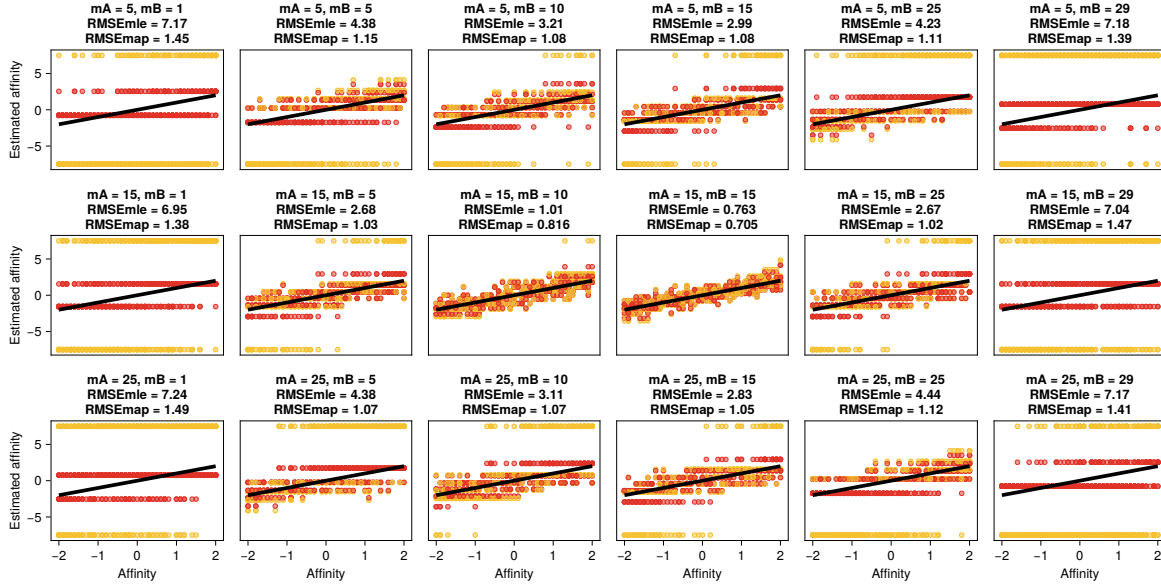 mA = 5, mB = 1
RMSEmle = 7.17
RMSEmap = 1.45
mA = 5, mB = 5
RMSEmle = 4.38
RMSEmap = 1.15
mA = 5, mB = 10
RMSEmle = 3.21
RMSEmap = 1.08
mA = 5, mB = 15
RMSEmle = 2.99
RMSEmap = 1.08
mA = 5, mB = 25
RMSEmle = 4.23
RMSEmap = 1.11
mA = 5, mB = 29
RMSEmle = 7.18
RMSEmap = 1.39
Estimated affinity
5
0
−5
mA = 15, mB = 1
RMSEmle = 6.95
RMSEmap = 1.38
mA = 15, mB = 5
RMSEmle = 2.68
RMSEmap = 1.03
mA = 15, mB = 10
RMSEmle = 1.01
RMSEmap = 0.816
mA = 15, mB = 15
RMSEmle = 0.763
RMSEmap = 0.705
mA = 15, mB = 25
RMSEmle = 2.67
RMSEmap = 1.02
mA = 15, mB = 29
RMSEmle = 7.04
RMSEmap = 1.47
Estimated affinity
5
0
−5
mA = 25, mB = 1
RMSEmle = 7.24
RMSEmap = 1.49
mA = 25, mB = 5
RMSEmle = 4.38
RMSEmap = 1.07
mA = 25, mB = 10
RMSEmle = 3.11
RMSEmap = 1.07
mA = 25, mB = 15
RMSEmle = 2.83
RMSEmap = 1.05
mA = 25, mB = 25
RMSEmle = 4.44
RMSEmap = 1.12
mA = 25, mB = 29
RMSEmle = 7.17
RMSEmap = 1.41
Estimated affinity
5
0
−5
−2 −1 0 1 2
−2 −1 0 1 2
−2 −1 0 1 2
−2 −1 0 1 2
−2 −1 0 1 2
−2 −1 0 1 2
Affinity
Affinity
Affinity
Affinity
Affinity
Affinity